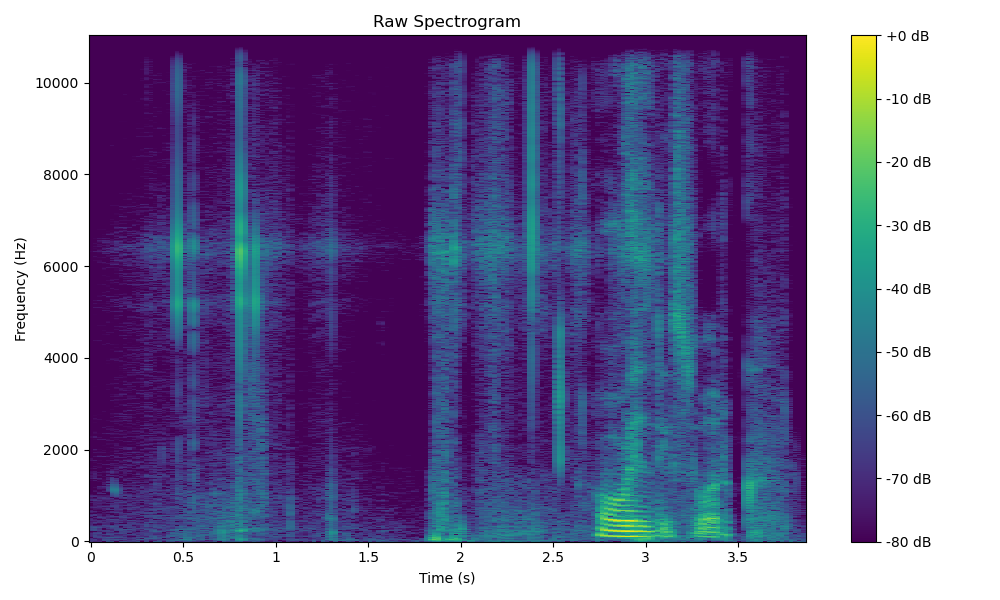 Raw Spectrogram
Frequency (Hz)
10000
8000
6000
4000
2000
0
0 0.5 1 1.5 2 2.5 3 3.5
Time (s)
+0 dB
-10 dB
-20 dB
-30 dB
-40 dB
-50 dB
-60 dB
-70 dB
-80 dB